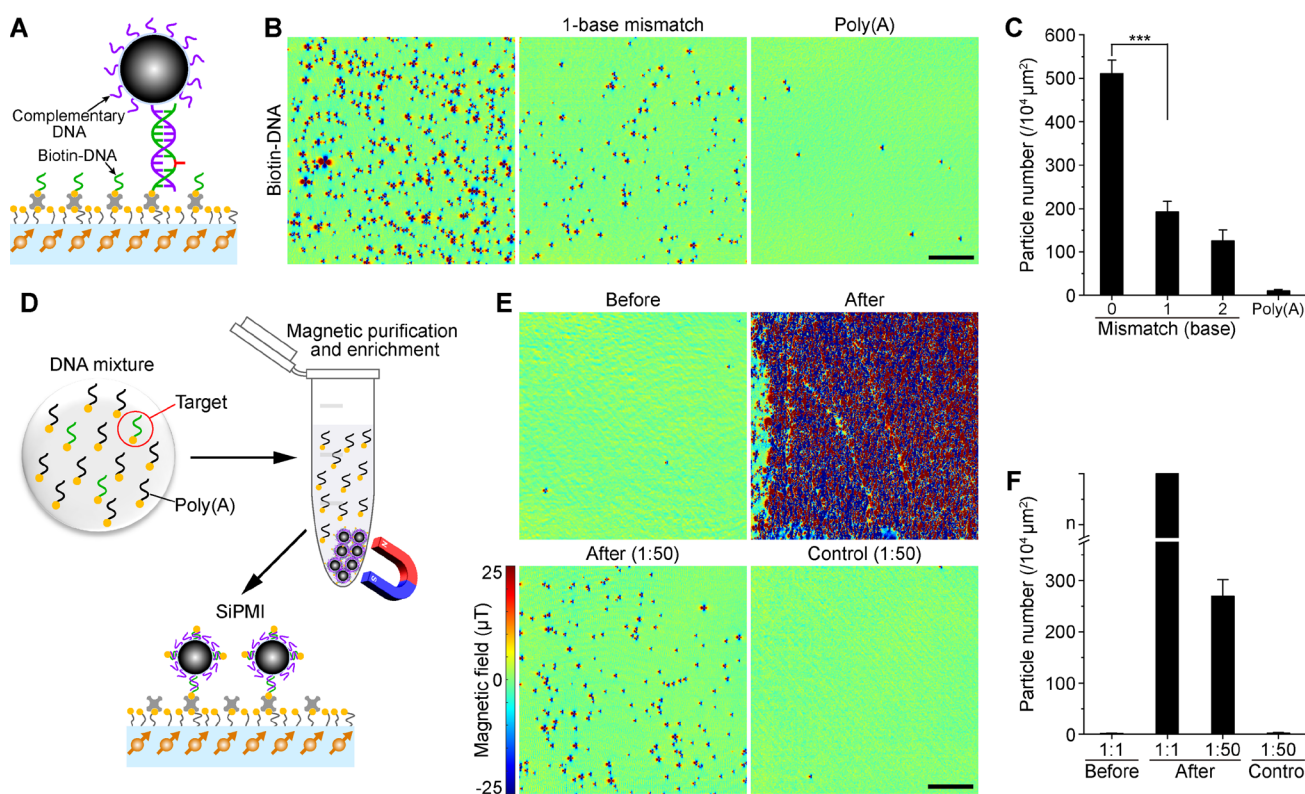 A
Complementary
DNA
Biotin-DNA
B
1-base mismatch
Poly(A)
Biotin-DNA
C
***
Particle number (/10⁴ µm²)
600
500
400
300
200
100
0
0
1
2
Poly(A)
Mismatch (base)
D
DNA mixture
Target
Poly(A)
Magnetic purification
and enrichment
N
S
SiPMI
E
Before
After
After (1:50)
Control (1:50)
Magnetic field (µT)
25
0
-25
F
Particle number (/10⁴ µm²)
n
300
200
100
0
1:1
1:1
1:50
1:50
Before
After
Control